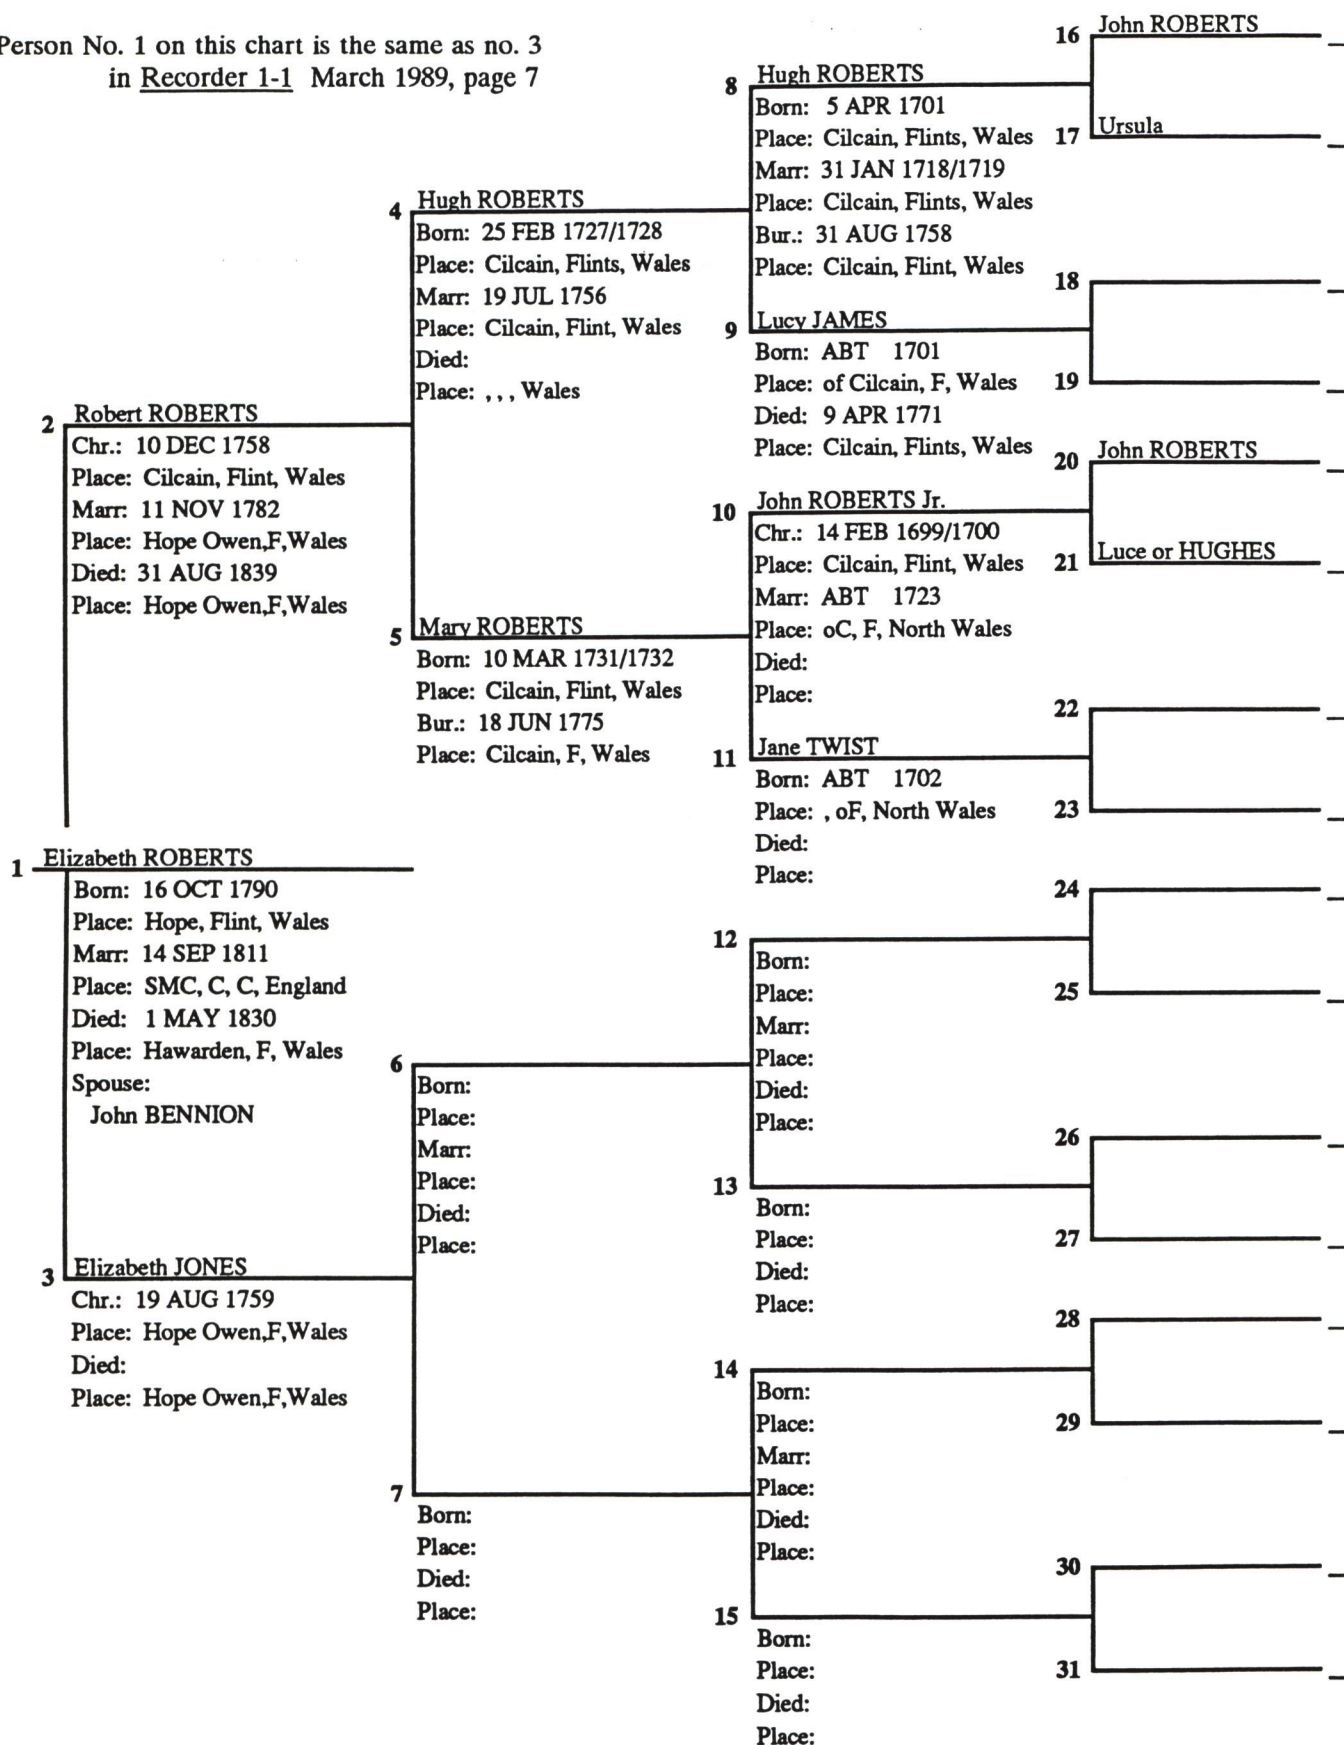 Person No. 1 on this chart is the same as no. 3
in Recorder 1-1 March 1989, page 7
1 Elizabeth ROBERTS
Born: 16 OCT 1790
Place: Hope, Flint, Wales
Marr: 14 SEP 1811
Place: SMC, C, C, England
Died: 1 MAY 1830
Place: Hawarden, F, Wales
Spouse:
John BENNION
2 Robert ROBERTS
Chr.: 10 DEC 1758
Place: Cilcain, Flint, Wales
Marr: 11 NOV 1782
Place: Hope Owen,F,Wales
Died: 31 AUG 1839
Place: Hope Owen,F,Wales
3 Elizabeth JONES
Chr.: 19 AUG 1759
Place: Hope Owen,F,Wales
Died:
Place: Hope Owen,F,Wales
4 Hugh ROBERTS
Born: 25 FEB 1727/1728
Place: Cilcain, Flints, Wales
Marr: 19 JUL 1756
Place: Cilcain, Flint, Wales
Died:
Place: , , , Wales
5 Mary ROBERTS
Born: 10 MAR 1731/1732
Place: Cilcain, Flint, Wales
Bur.: 18 JUN 1775
Place: Cilcain, F, Wales
6
Born:
Place:
Marr:
Place:
Died:
Place:
7
Born:
Place:
Died:
Place:
8 Hugh ROBERTS
Born: 5 APR 1701
Place: Cilcain, Flints, Wales
Marr: 31 JAN 1718/1719
Place: Cilcain, Flints, Wales
Bur.: 31 AUG 1758
Place: Cilcain, Flint, Wales
9 Lucy JAMES
Born: ABT 1701
Place: of Cilcain, F, Wales
Died: 9 APR 1771
Place: Cilcain, Flints, Wales
10 John ROBERTS Jr.
Chr.: 14 FEB 1699/1700
Place: Cilcain, Flint, Wales
Marr: ABT 1723
Place: oC, F, North Wales
Died:
Place:
11 Jane TWIST
Born: ABT 1702
Place: , oF, North Wales
Died:
Place:
12
Born:
Place:
Marr:
Place:
Died:
Place:
13
Born:
Place:
Died:
Place:
14
Born:
Place:
Marr:
Place:
Died:
Place:
15
Born:
Place:
Died:
Place:
16 John ROBERTS
17 Ursula
18
19
20 John ROBERTS
21 Luce or HUGHES
22
23
24
25
26
27
28
29
30
31